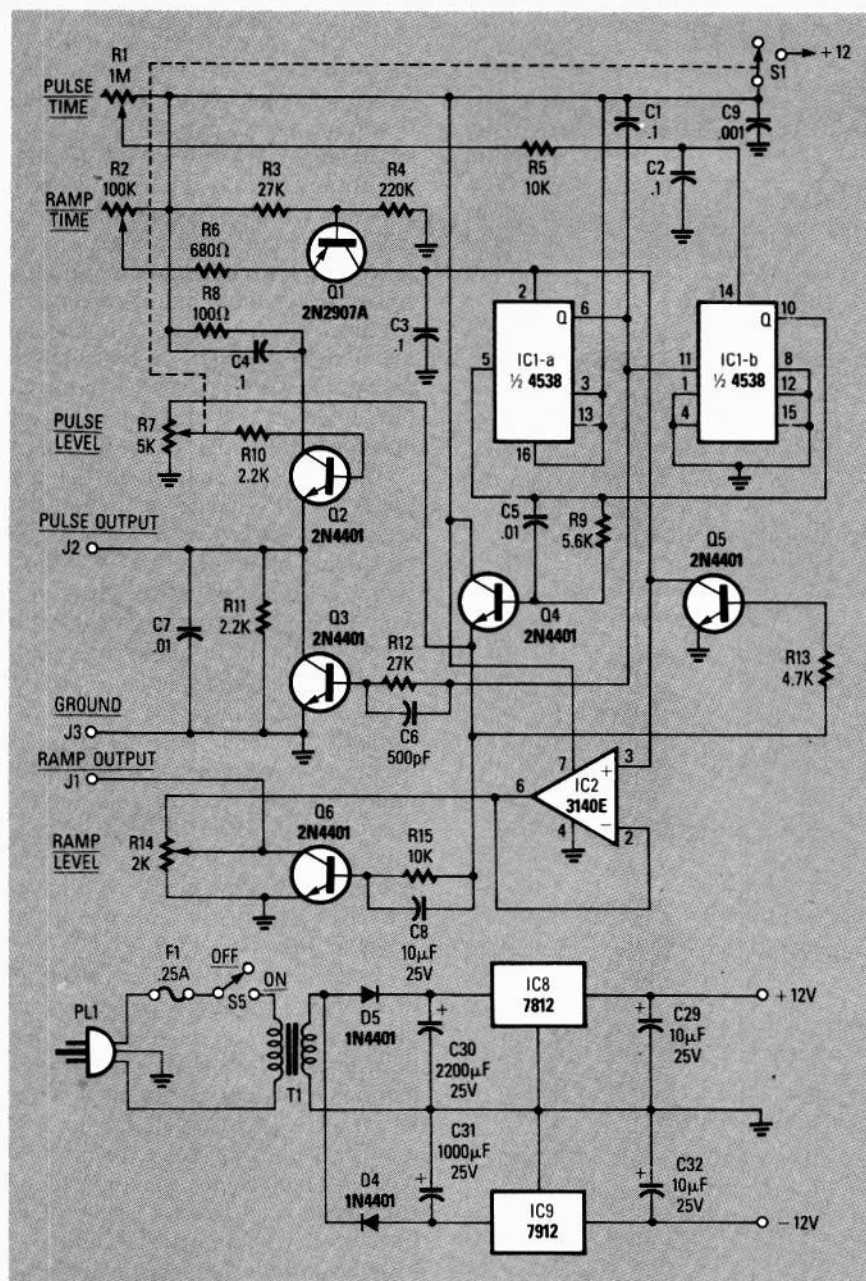 R1
1M
PULSE
TIME
S1
+12
C1
.1
C9
.001
R2
100K
R3
27K
R4
220K
R5
10K
C2
.1
RAMP
TIME
R6
680Ω
R8
100Ω
Q1
2N2907A
C4
.1
C3
.1
2
Q
6
5
IC1-a
½ 4538
3
13
16
14
Q
10
11
IC1-b
½ 4538
8
1
12
4
15
PULSE
LEVEL
R7
5K
R10
2.2K
Q2
2N4401
C5
.01
R9
5.6K
Q5
2N4401
PULSE OUTPUT
J2
C7
.01
R11
2.2K
Q3
2N4401
R12
27K
C6
500pF
Q4
2N4401
R13
4.7K
GROUND
J3
RAMP OUTPUT
J1
7
3
+
6
IC2
3140E
4
−
2
RAMP
LEVEL
R14
2K
Q6
2N4401
R15
10K
C8
10µF
25V
F1
.25A
OFF
ON
S5
PL1
T1
D5
1N4401
+
C30
2200µF
25V
IC8
7812
+
C29
10µF
25V
+12V
D4
1N4401
+
C31
1000µF
25V
IC9
7912
+
C32
10µF
25V
−12V